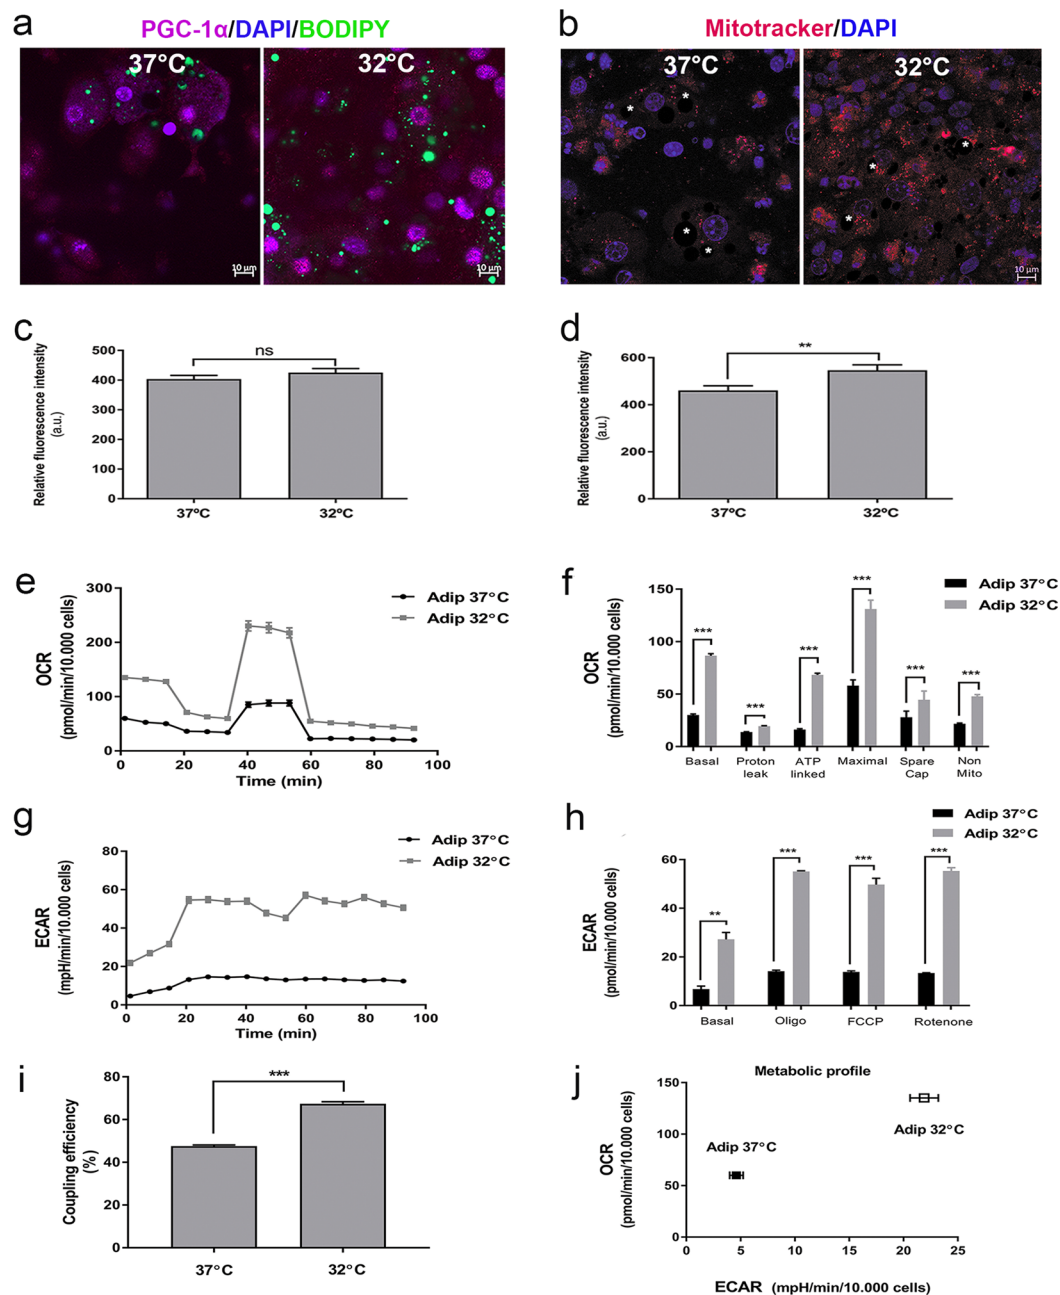 a
PGC-1α/DAPI/BODIPY
37°C
32°C
10 μm
10 μm
b
Mitotracker/DAPI
37°C
32°C
*
*
*
*
*
*
*
10 μm
c
Relative fluorescence intensity
(a.u.)
500
400
300
200
100
0
ns
37ºC
32ºC
d
Relative fluorescence intensity
(a.u.)
600
400
200
0
**
37ºC
32ºC
e
OCR
(pmol/min/10.000 cells)
300
200
100
0
0 20 40 60 80 100
Time (min)
Adip 37°C
Adip 32°C
f
OCR
(pmol/min/10.000 cells)
150
100
50
0
***
***
***
***
***
***
Basal
Proton
leak
ATP
linked
Maximal
Spare
Cap
Non
Mito
Adip 37°C
Adip 32°C
g
ECAR
(mpH/min/10.000 cells)
80
60
40
20
0
0 20 40 60 80 100
Time (min)
Adip 37°C
Adip 32°C
h
ECAR
(pmol/min/10.000 cells)
60
40
20
0
**
***
***
***
Basal
Oligo
FCCP
Rotenone
Adip 37°C
Adip 32°C
i
Coupling efficiency
(%)
80
60
40
20
0
***
37°C
32°C
j
Metabolic profile
OCR
(pmol/min/10.000 cells)
150
100
50
0
Adip 37°C
Adip 32°C
0 5 10 15 20 25
ECAR (mpH/min/10.000 cells)